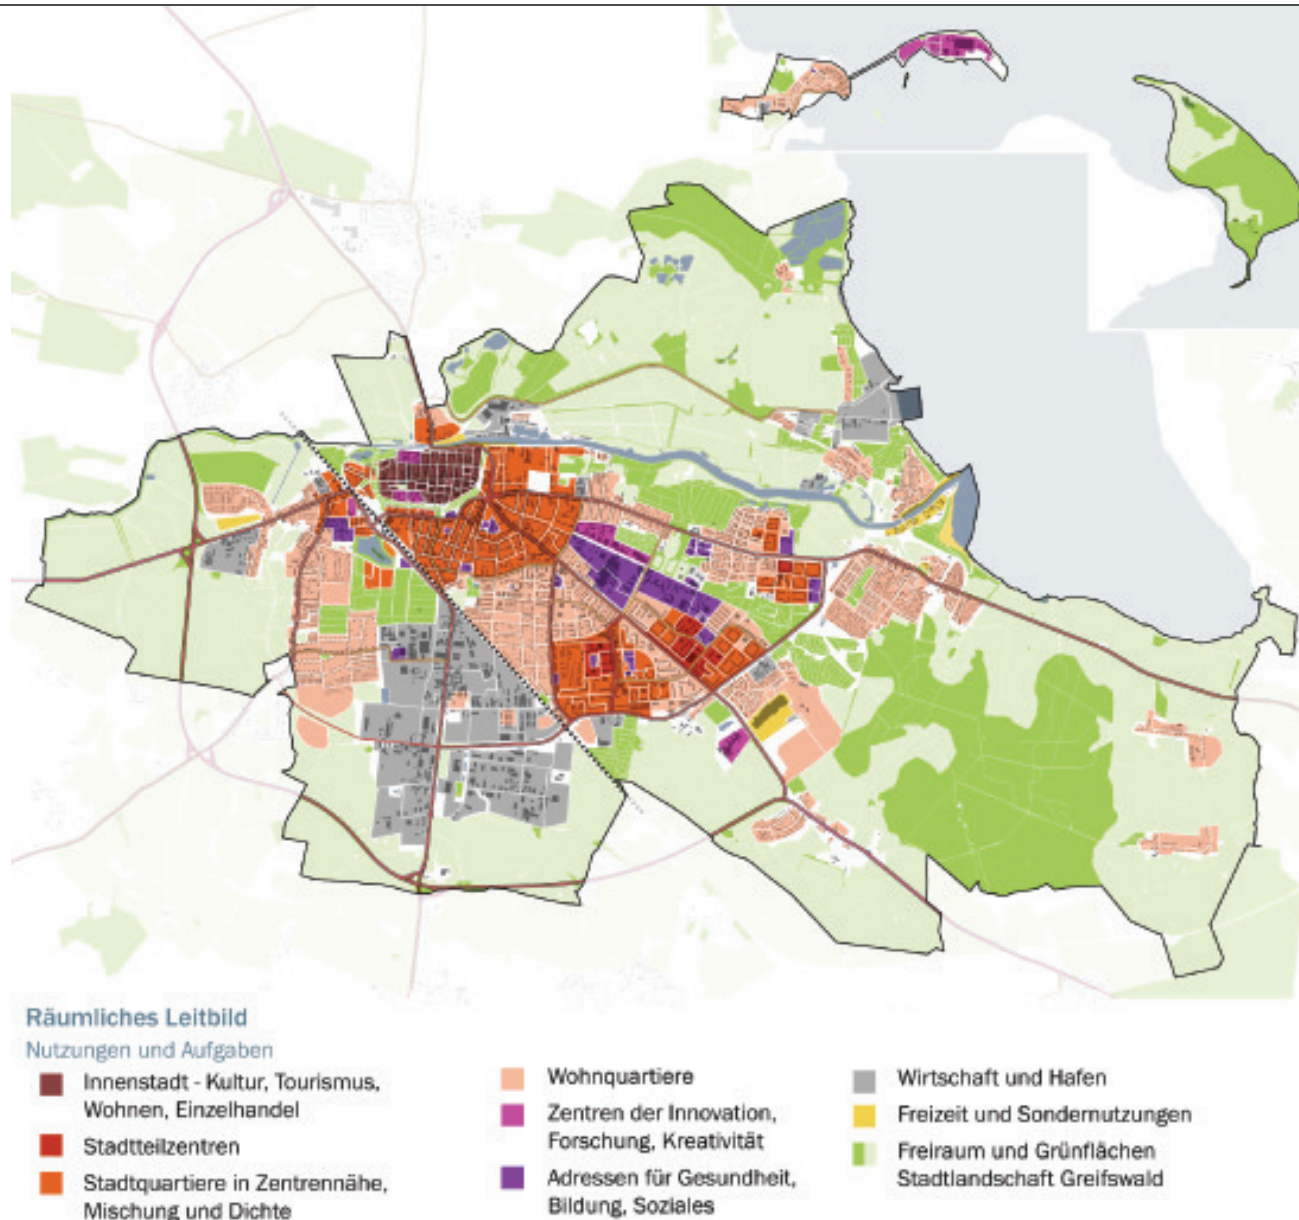 Räumliches Leitbild
Nutzungen und Aufgaben
Innenstadt - Kultur, Tourismus,
Wohnen, Einzelhandel
Stadtteilzentren
Stadtquartiere in Zentrennähe,
Mischung und Dichte
Wohnquartiere
Zentren der Innovation,
Forschung, Kreativität
Adressen für Gesundheit,
Bildung, Soziales
Wirtschaft und Hafen
Freizeit und Sondernutzungen
Freiraum und Grünflächen
Stadtlandschaft Greifswald